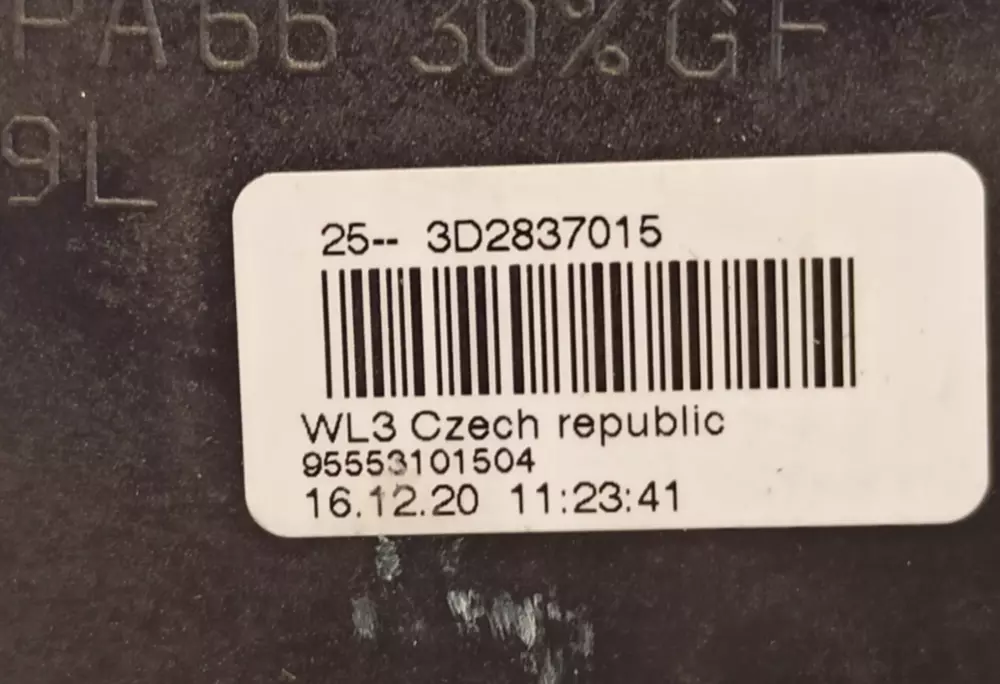 PA66 30%GF
9L
25-- 3D2837015
WL3 Czech republic
95553101504
16.12.20 11:23:41